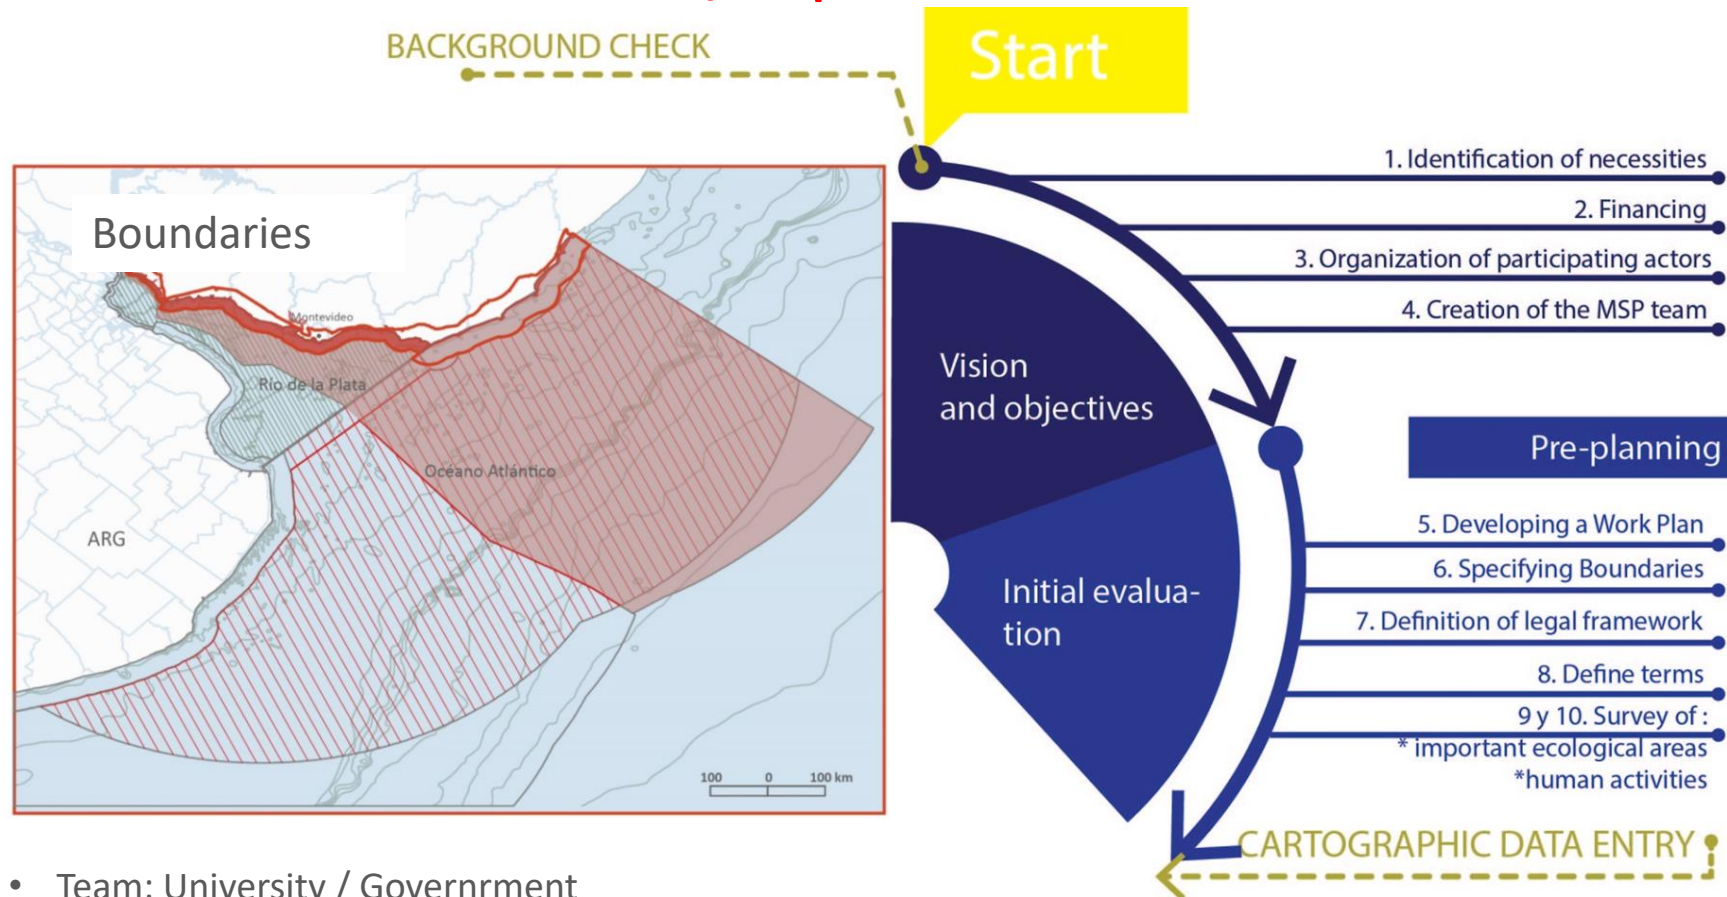 BACKGROUND CHECK
Start
Boundaries
Montevideo
Río de la Plata
Océano Atlántico
ARG
100 0 100 km
1. Identification of necessities
2. Financing
3. Organization of participating actors
4. Creation of the MSP team
Vision
and objectives
Pre-planning
Initial evalua-
tion
5. Developing a Work Plan
6. Specifying Boundaries
7. Definition of legal framework
8. Define terms
9 y 10. Survey of :
* important ecological areas
*human activities
CARTOGRAPHIC DATA ENTRY
• Team: University / Governrment